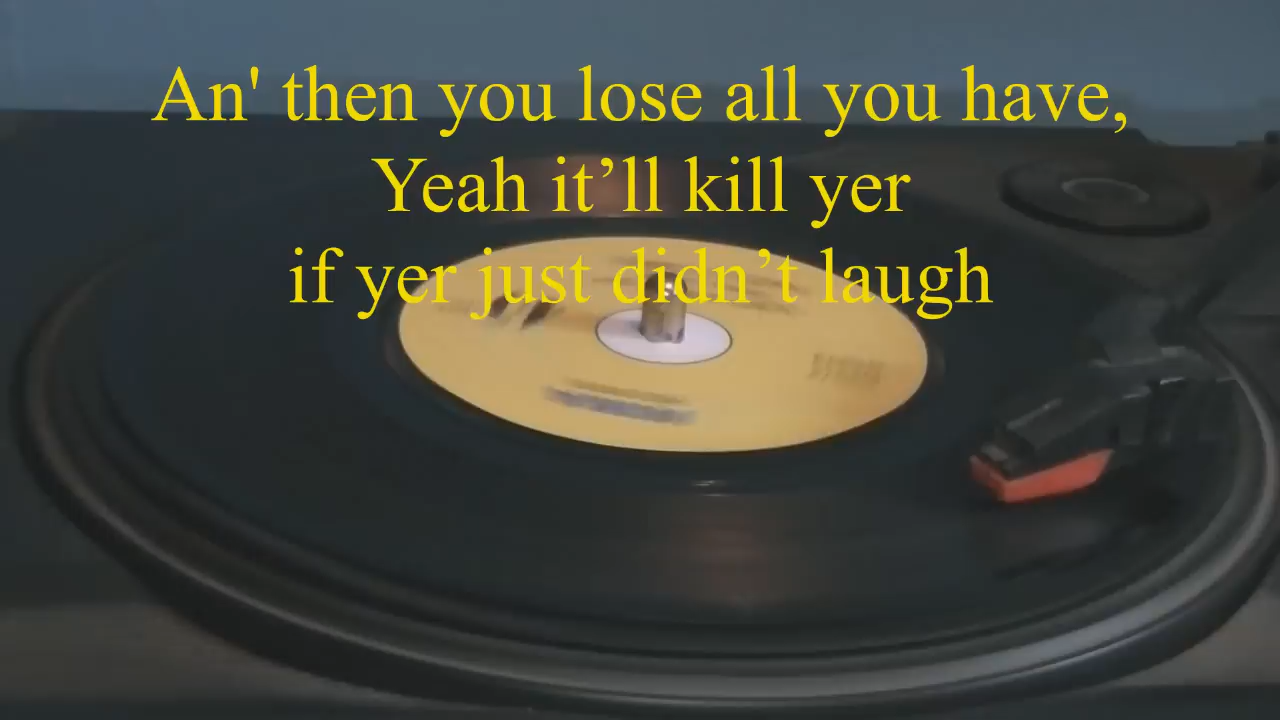 An' then you lose all you have,
Yeah it’ll kill yer
if yer just didn’t laugh